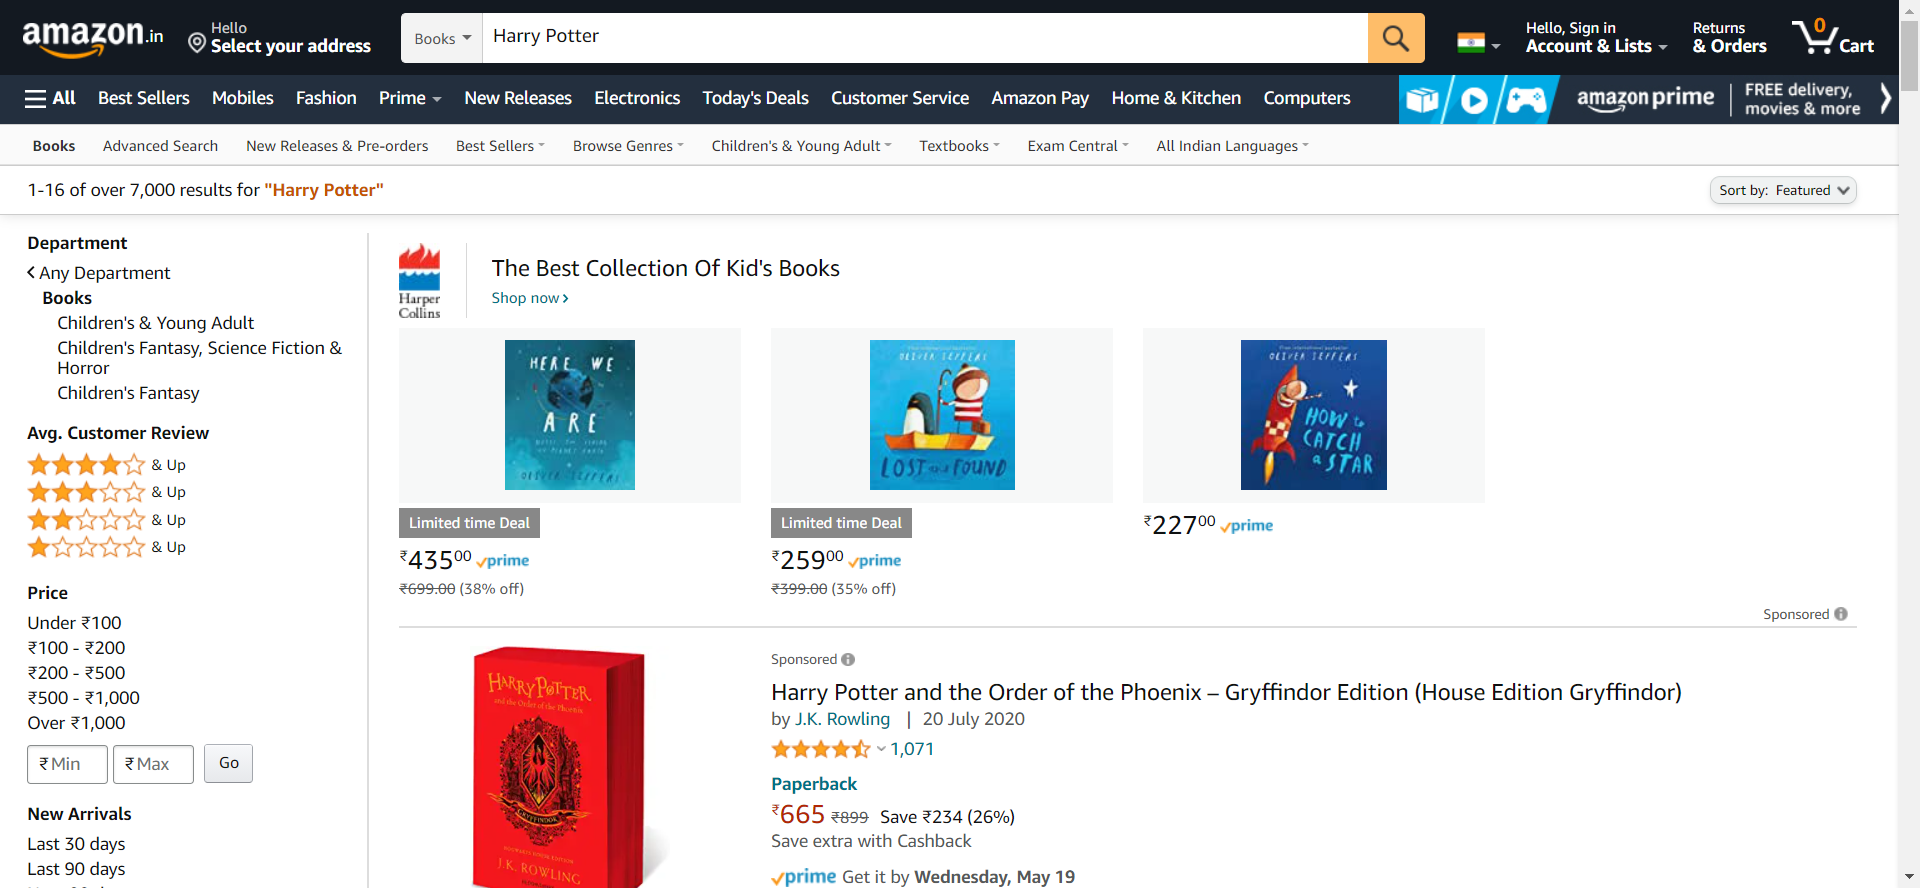 amazon.in
Hello
Select your address
Books
Harry Potter
Hello, Sign in
Account & Lists
Returns
& Orders
0
Cart
All
Best Sellers
Mobiles
Fashion
Prime
New Releases
Electronics
Today's Deals
Customer Service
Amazon Pay
Home & Kitchen
Computers
amazon prime
FREE delivery,
movies & more
Books
Advanced Search
New Releases & Pre-orders
Best Sellers
Browse Genres
Children's & Young Adult
Textbooks
Exam Central
All Indian Languages
1-16 of over 7,000 results for "Harry Potter"
Sort by: Featured
Department
Any Department
Books
Children's & Young Adult
Children's Fantasy, Science Fiction &
Horror
Children's Fantasy
Avg. Customer Review
& Up
& Up
& Up
& Up
Price
Under ₹100
₹100 - ₹200
₹200 - ₹500
₹500 - ₹1,000
Over ₹1,000
₹ Min
₹ Max
Go
New Arrivals
Last 30 days
Last 90 days
Harper
Collins
The Best Collection Of Kid's Books
Shop now
HERE WE
ARE
OLIVER JEFFERS
OLIVER JEFFERS
LOST and FOUND
OLIVER JEFFERS
HOW to
CATCH
a STAR
Limited time Deal
₹43500 prime
₹699.00 (38% off)
Limited time Deal
₹25900 prime
₹399.00 (35% off)
₹22700 prime
Sponsored
HARRY POTTER
and the Order of the Phoenix
GRYFFINDOR
J.K. ROWLING
Sponsored
Harry Potter and the Order of the Phoenix – Gryffindor Edition (House Edition Gryffindor)
by J.K. Rowling | 20 July 2020
1,071
Paperback
₹665 ₹899 Save ₹234 (26%)
Save extra with Cashback
prime Get it by Wednesday, May 19